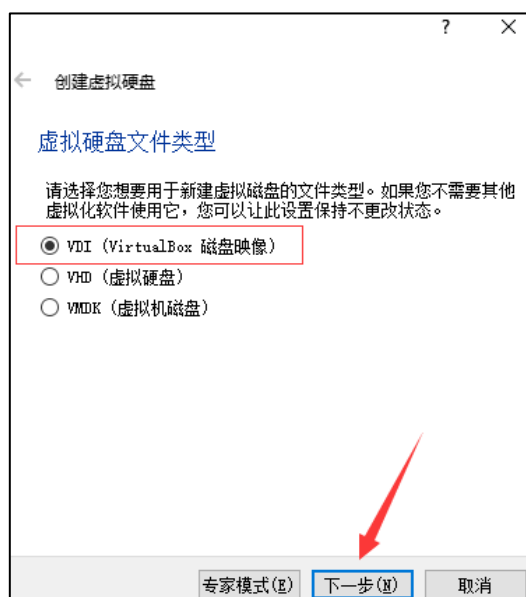 ?
创建虚拟硬盘
虚拟硬盘文件类型
请选择您想要用于新建虚拟磁盘的文件类型。如果您不需要其他
虚拟化软件使用它，您可以让此设置保持不更改状态。
VDI (VirtualBox 磁盘映像)
VHD (虚拟硬盘)
VMDK (虚拟机磁盘)
专家模式(E) 下一步(N) 取消